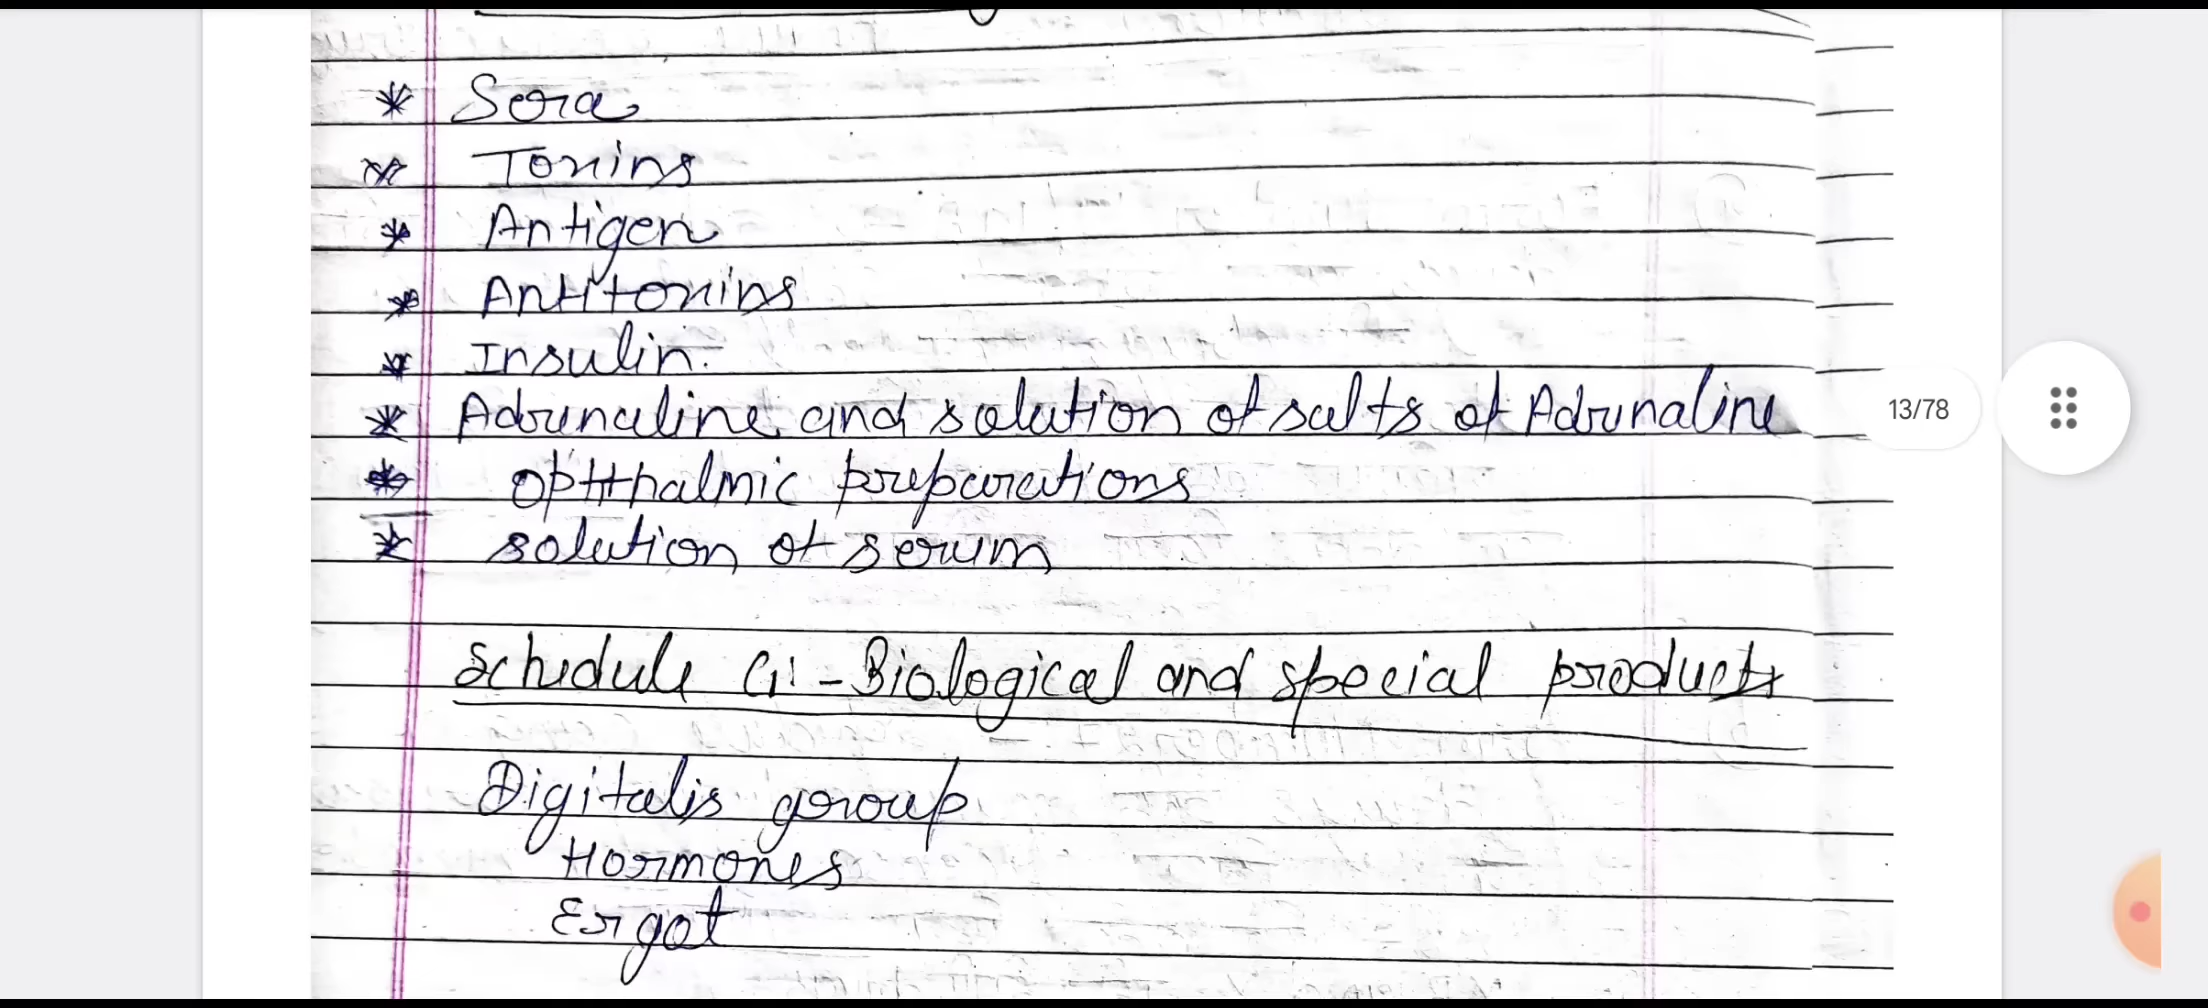 * Sera
* Toxins
* Antigen
* Antitoxins
* Insulin.
* Adrenaline and solution of salts of Adrenaline
* Ophthalmic preparations
* solution of serum
Schedule C1:- Biological and special products
Digitalis group
Hormones
Ergot
13/78